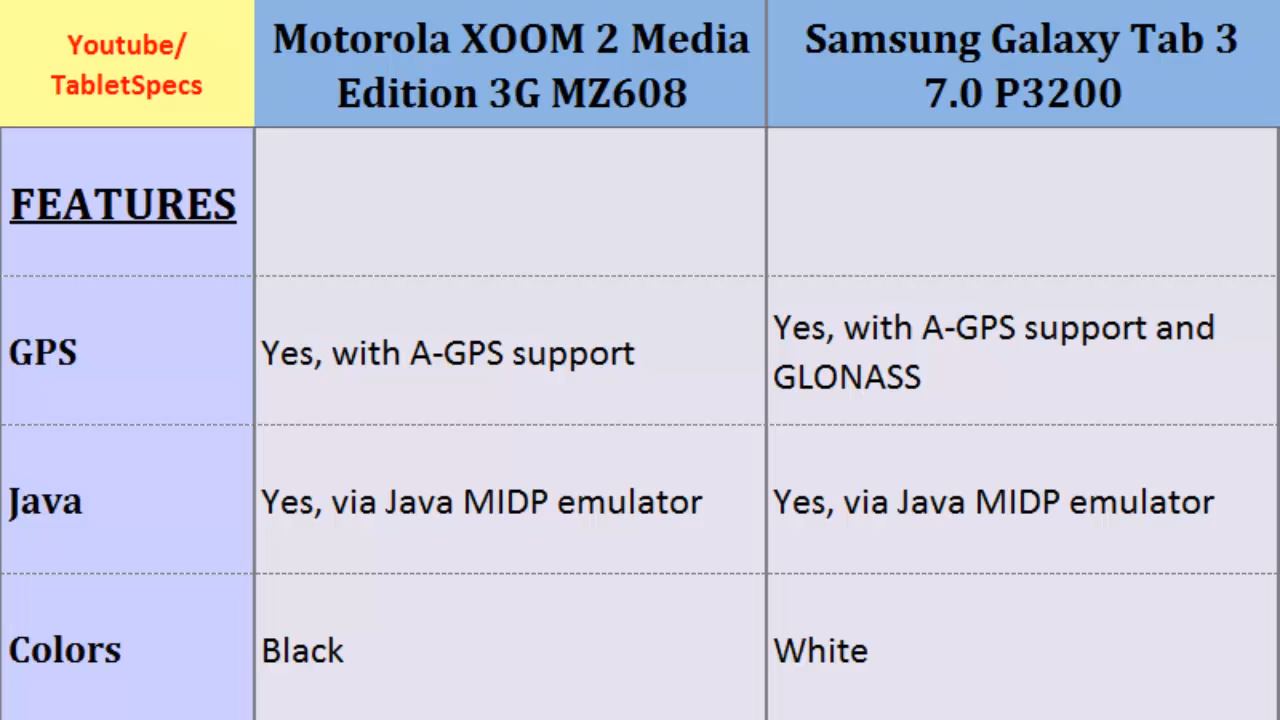 Youtube/
TabletSpecs
Motorola XOOM 2 Media
Edition 3G MZ608
Samsung Galaxy Tab 3
7.0 P3200
FEATURES
GPS
Yes, with A-GPS support
Yes, with A-GPS support and
GLONASS
Java
Yes, via Java MIDP emulator
Yes, via Java MIDP emulator
Colors
Black
White